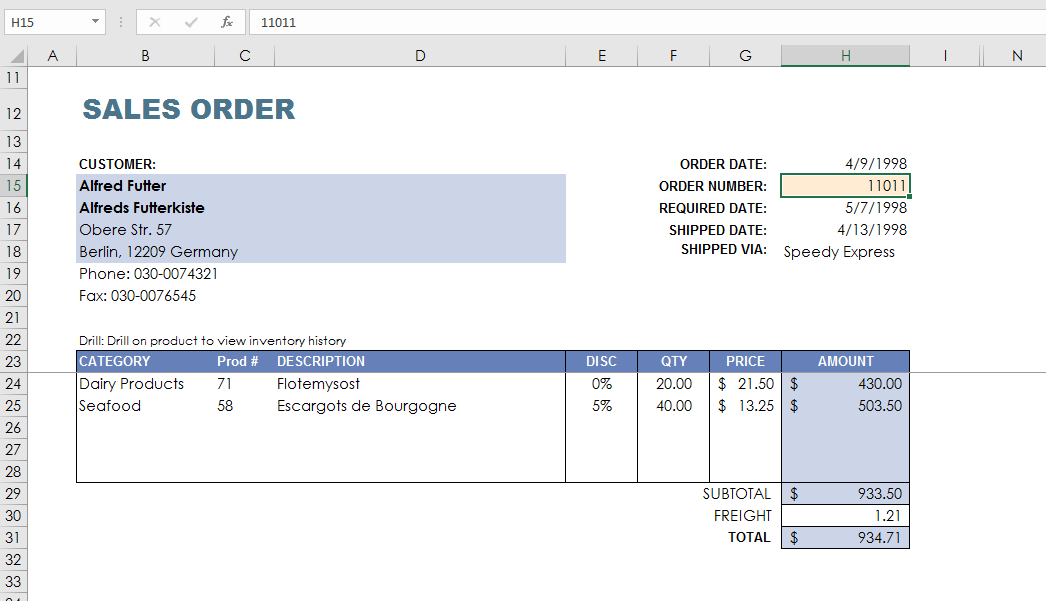 H15 fx 11011
A B C D E F G H I N
11
12 SALES ORDER
13
14 CUSTOMER: ORDER DATE: 4/9/1998
15 Alfred Futter ORDER NUMBER: 11011
16 Alfreds Futterkiste REQUIRED DATE: 5/7/1998
17 Obere Str. 57 SHIPPED DATE: 4/13/1998
18 Berlin, 12209 Germany SHIPPED VIA: Speedy Express
19 Phone: 030-0074321
20 Fax: 030-0076545
21
22 Drill: Drill on product to view inventory history
23 CATEGORY Prod # DESCRIPTION DISC QTY PRICE AMOUNT
24 Dairy Products 71 Flotemysost 0% 20.00 $ 21.50 $ 430.00
25 Seafood 58 Escargots de Bourgogne 5% 40.00 $ 13.25 $ 503.50
26
27
28
29 SUBTOTAL $ 933.50
30 FREIGHT 1.21
31 TOTAL $ 934.71
32
33